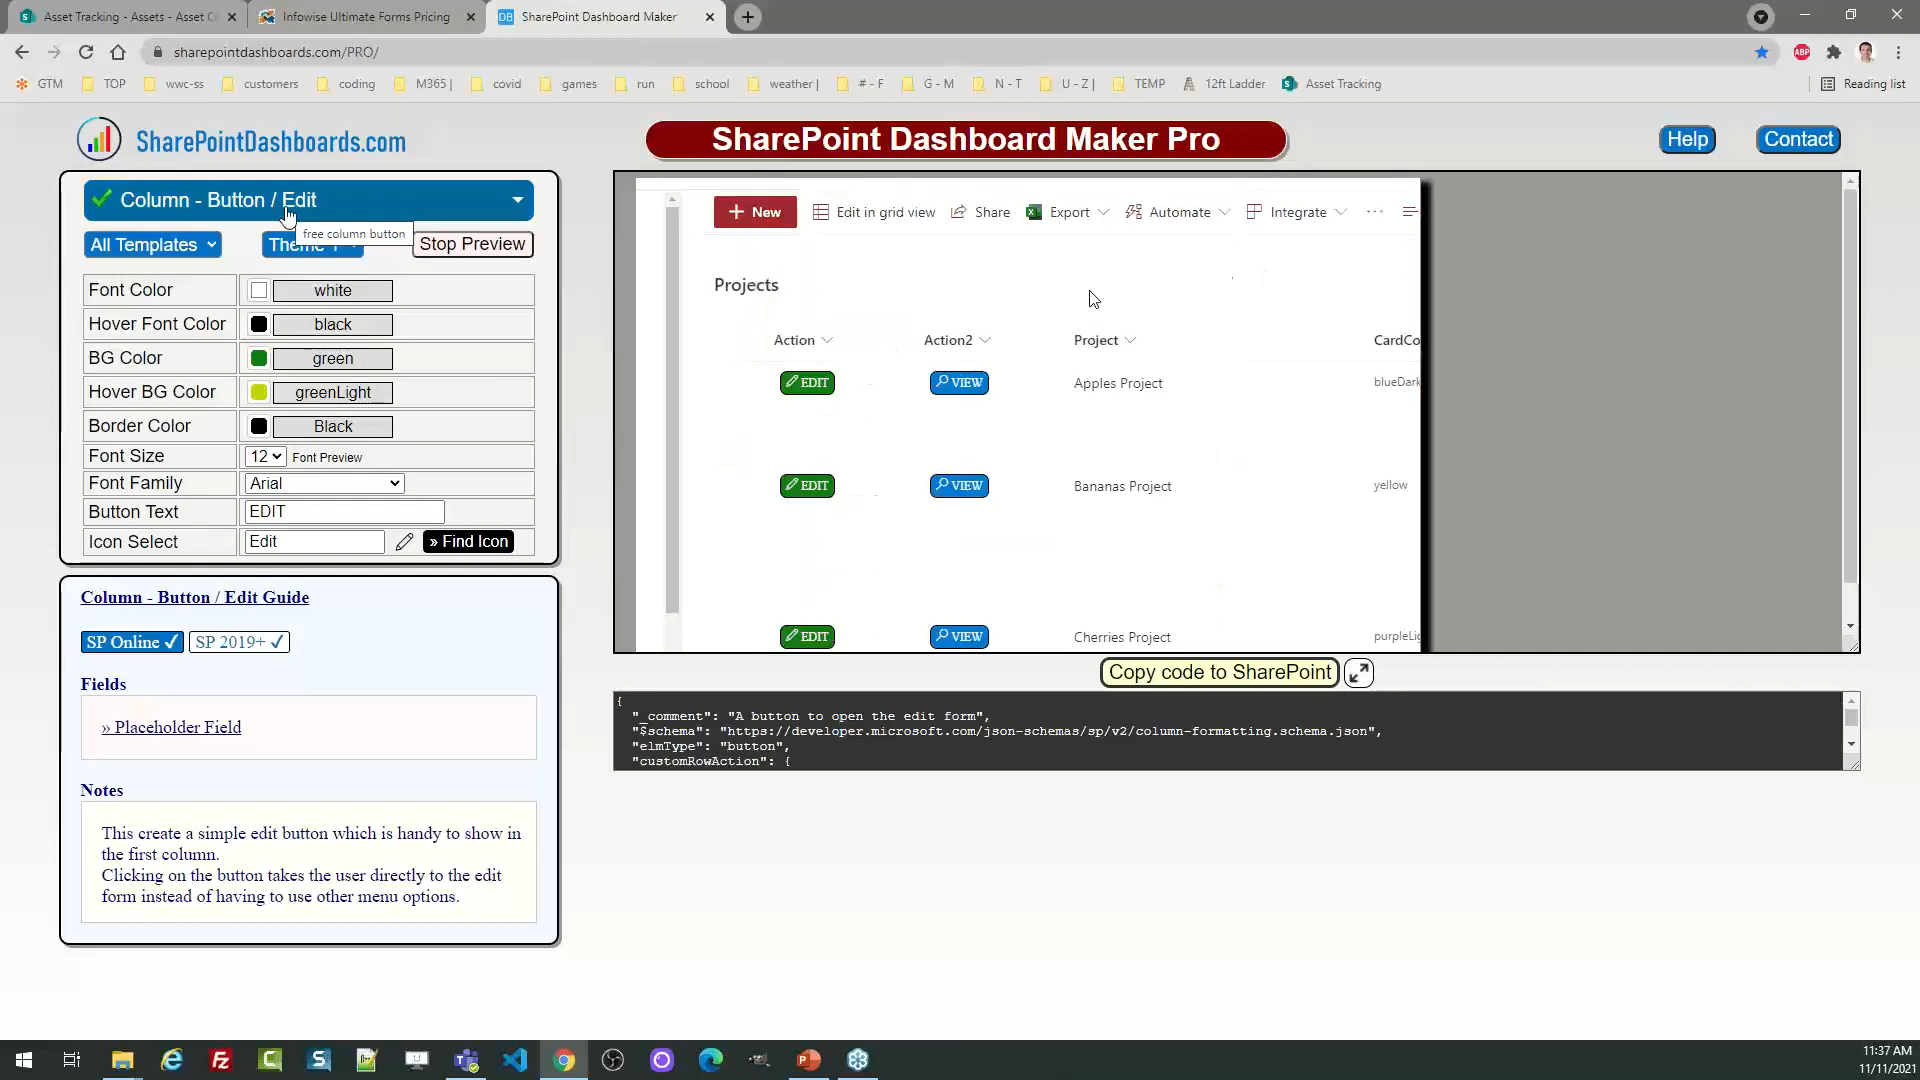 Asset Tracking - Assets - Asset C
Infowise Ultimate Forms Pricing
DB SharePoint Dashboard Maker
sharepointdashboards.com/PRO/
ABP
GTM
TOP
wwc-ss
customers
coding
M365 |
covid
games
run
school
weather |
# - F
G - M
N - T
U - Z |
TEMP
12ft Ladder
Asset Tracking
Reading list
SharePointDashboards.com
SharePoint Dashboard Maker Pro
Help
Contact
Column - Button / Edit
free column button
All Templates
Stop Preview
Font Color white
Hover Font Color black
BG Color green
Hover BG Color greenLight
Border Color Black
Font Size 12 Font Preview
Font Family Arial
Button Text EDIT
Icon Select Edit » Find Icon
Column - Button / Edit Guide
SP Online ✓ SP 2019+ ✓
Fields
» Placeholder Field
Notes
This create a simple edit button which is handy to show in
the first column.
Clicking on the button takes the user directly to the edit
form instead of having to use other menu options.
+ New
Edit in grid view
Share
Export
Automate
Integrate
Projects
Action Action2 Project CardCo
EDIT VIEW Apples Project blueDark
EDIT VIEW Bananas Project yellow
EDIT VIEW Cherries Project purpleLig
Copy code to SharePoint
{
"_comment": "A button to open the edit form",
"$schema": "https://developer.microsoft.com/json-schemas/sp/v2/column-formatting.schema.json",
"elmType": "button",
"customRowAction": {
11:37 AM
11/11/2021